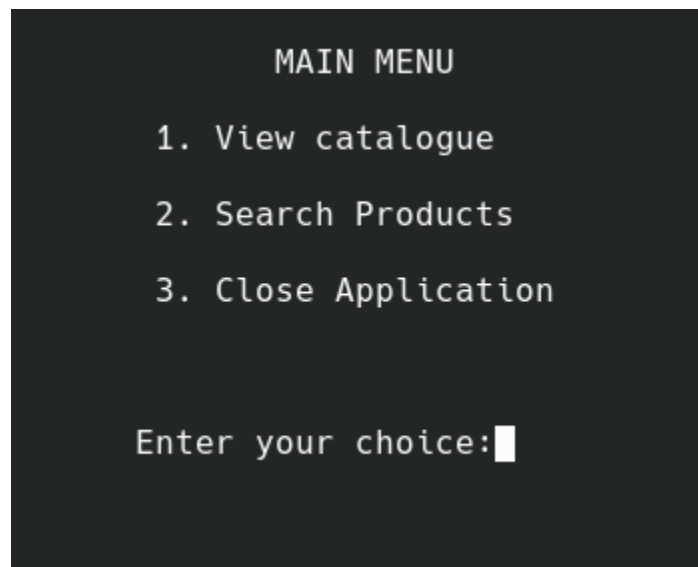 MAIN MENU
1. View catalogue
2. Search Products
3. Close Application
Enter your choice: